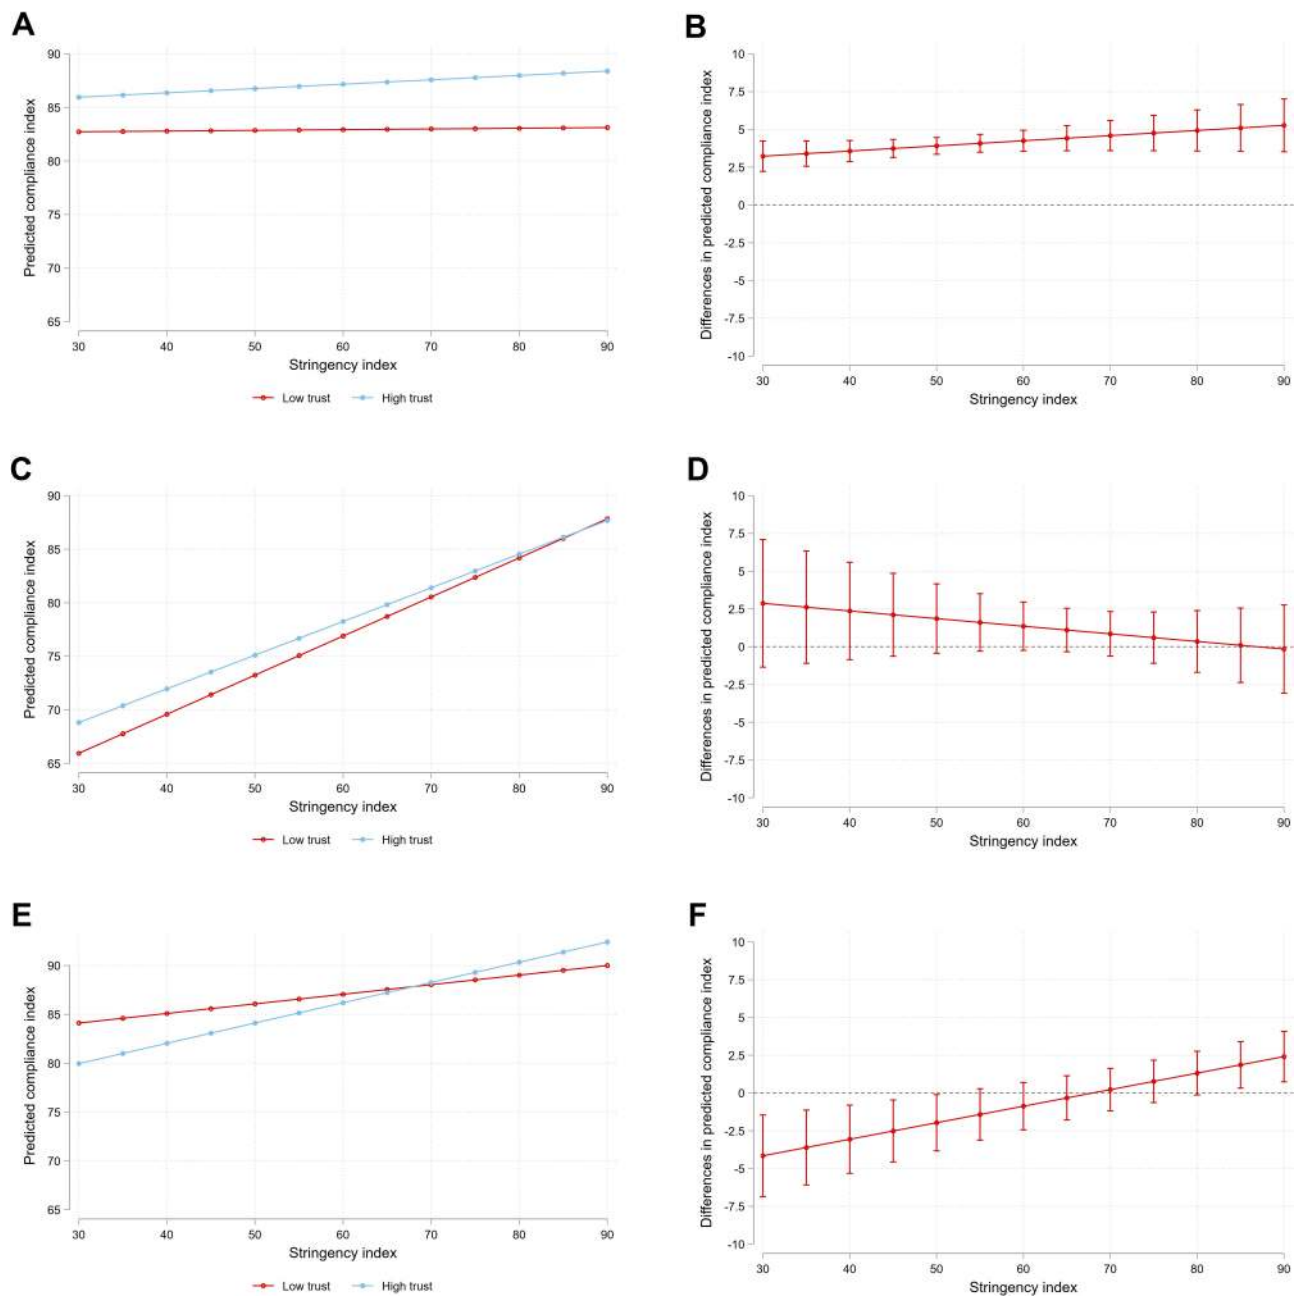 A
Predicted compliance index
90
85
80
75
70
65
30 40 50 60 70 80 90
Stringency index
Low trust High trust
B
Differences in predicted compliance index
10
7.5
5
2.5
0
-2.5
-5
-7.5
-10
30 40 50 60 70 80 90
Stringency index
C
Predicted compliance index
90
85
80
75
70
65
30 40 50 60 70 80 90
Stringency index
Low trust High trust
D
Differences in predicted compliance index
10
7.5
5
2.5
0
-2.5
-5
-7.5
-10
30 40 50 60 70 80 90
Stringency index
E
Predicted compliance index
90
85
80
75
70
65
30 40 50 60 70 80 90
Stringency index
Low trust High trust
F
Differences in predicted compliance index
10
7.5
5
2.5
0
-2.5
-5
-7.5
-10
30 40 50 60 70 80 90
Stringency index